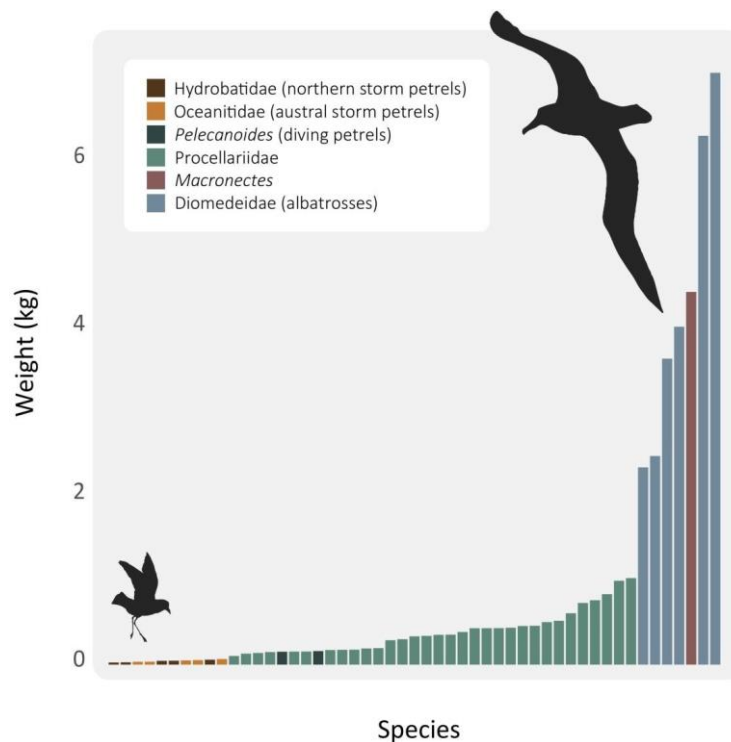 Hydrobatidae (northern storm petrels)
Oceanitidae (austral storm petrels)
Pelecanoides (diving petrels)
Procellariidae
Macronectes
Diomedeidae (albatrosses)
6
4
2
0
Weight (kg)
Species